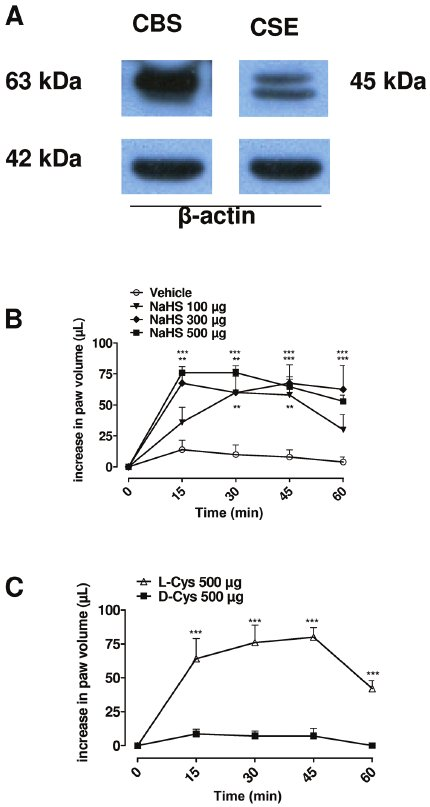 A
CBS CSE
63 kDa 45 kDa
42 kDa
β-actin
B
Vehicle
NaHS 100 µg
NaHS 300 µg
NaHS 500 µg
increase in paw volume (µL)
100
75
50
25
0
*** *** *** ***
** ** *** ***
** **
0 15 30 45 60
Time (min)
C
L-Cys 500 µg
D-Cys 500 µg
increase in paw volume (µL)
100
75
50
25
0
*** *** *** ***
0 15 30 45 60
Time (min)